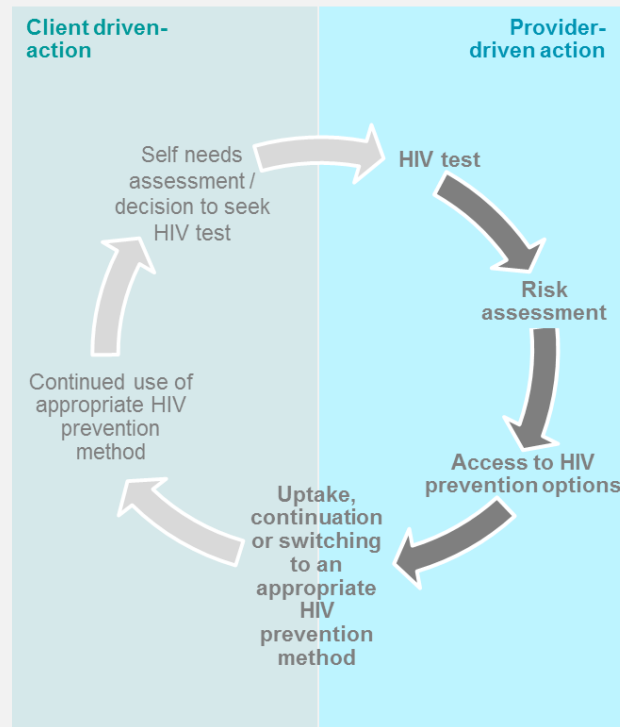 Client driven-
action
Provider-
driven action
Self needs
assessment /
decision to seek
HIV test
HIV test
Risk
assessment
Access to HIV
prevention options
Uptake,
continuation
or switching
to an
appropriate
HIV
prevention
method
Continued use of
appropriate HIV
prevention
method